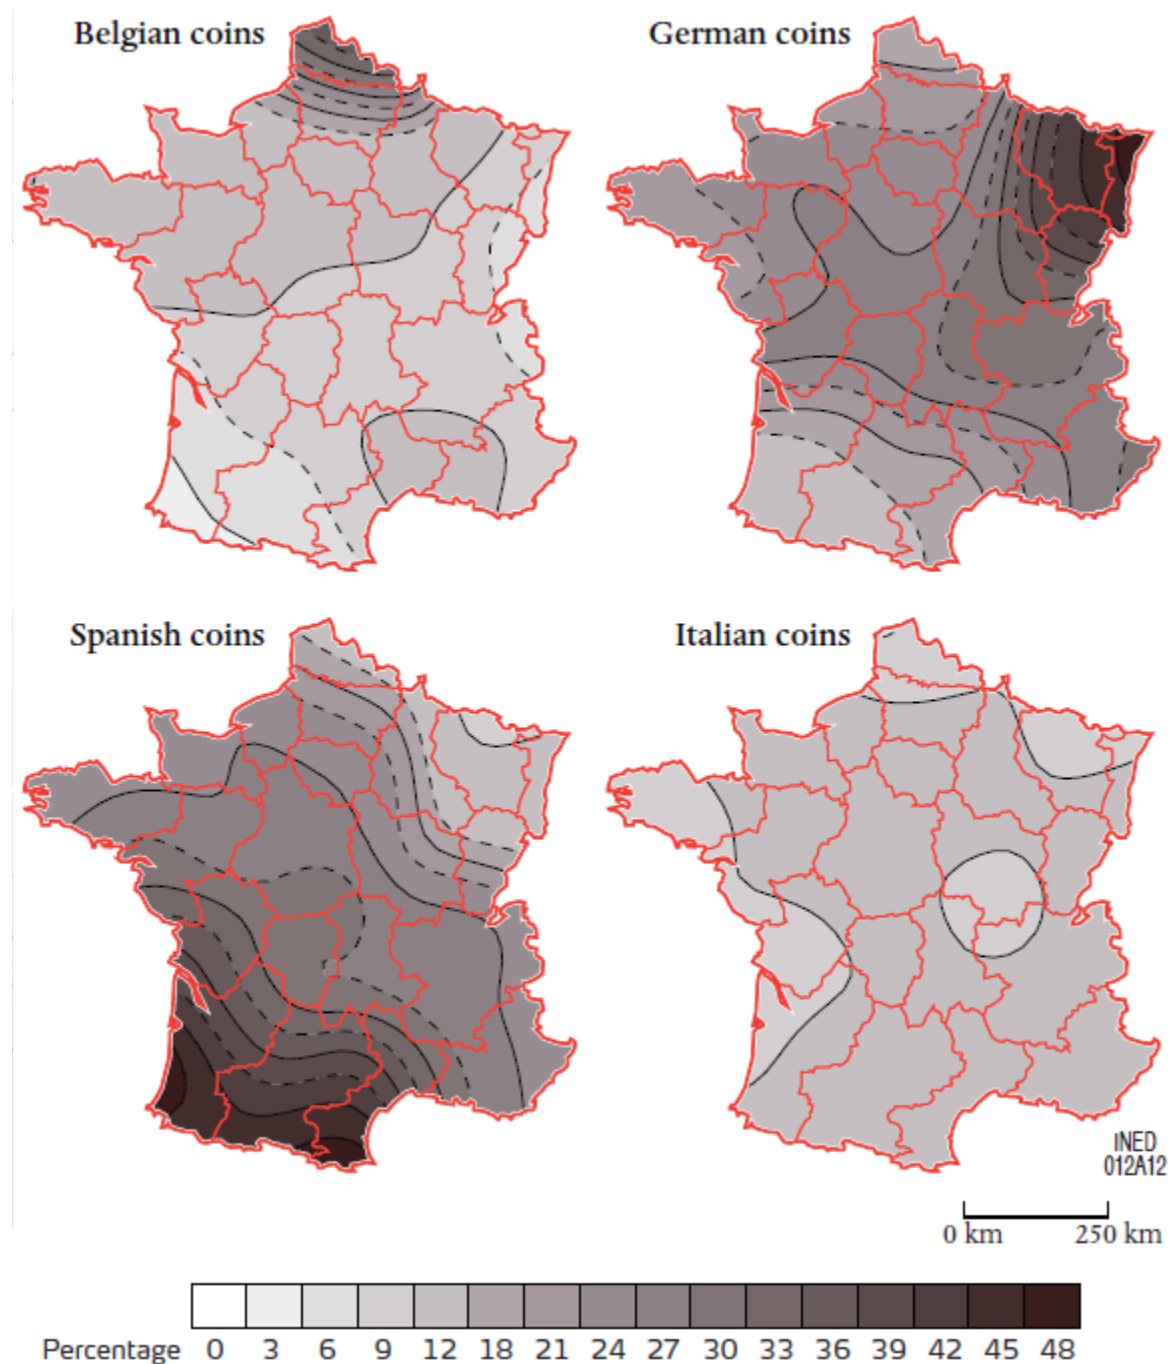 Belgian coins
German coins
Spanish coins
Italian coins
INED
012A12
0 km 250 km
Percentage 0 3 6 9 12 18 21 24 27 30 33 36 39 42 45 48